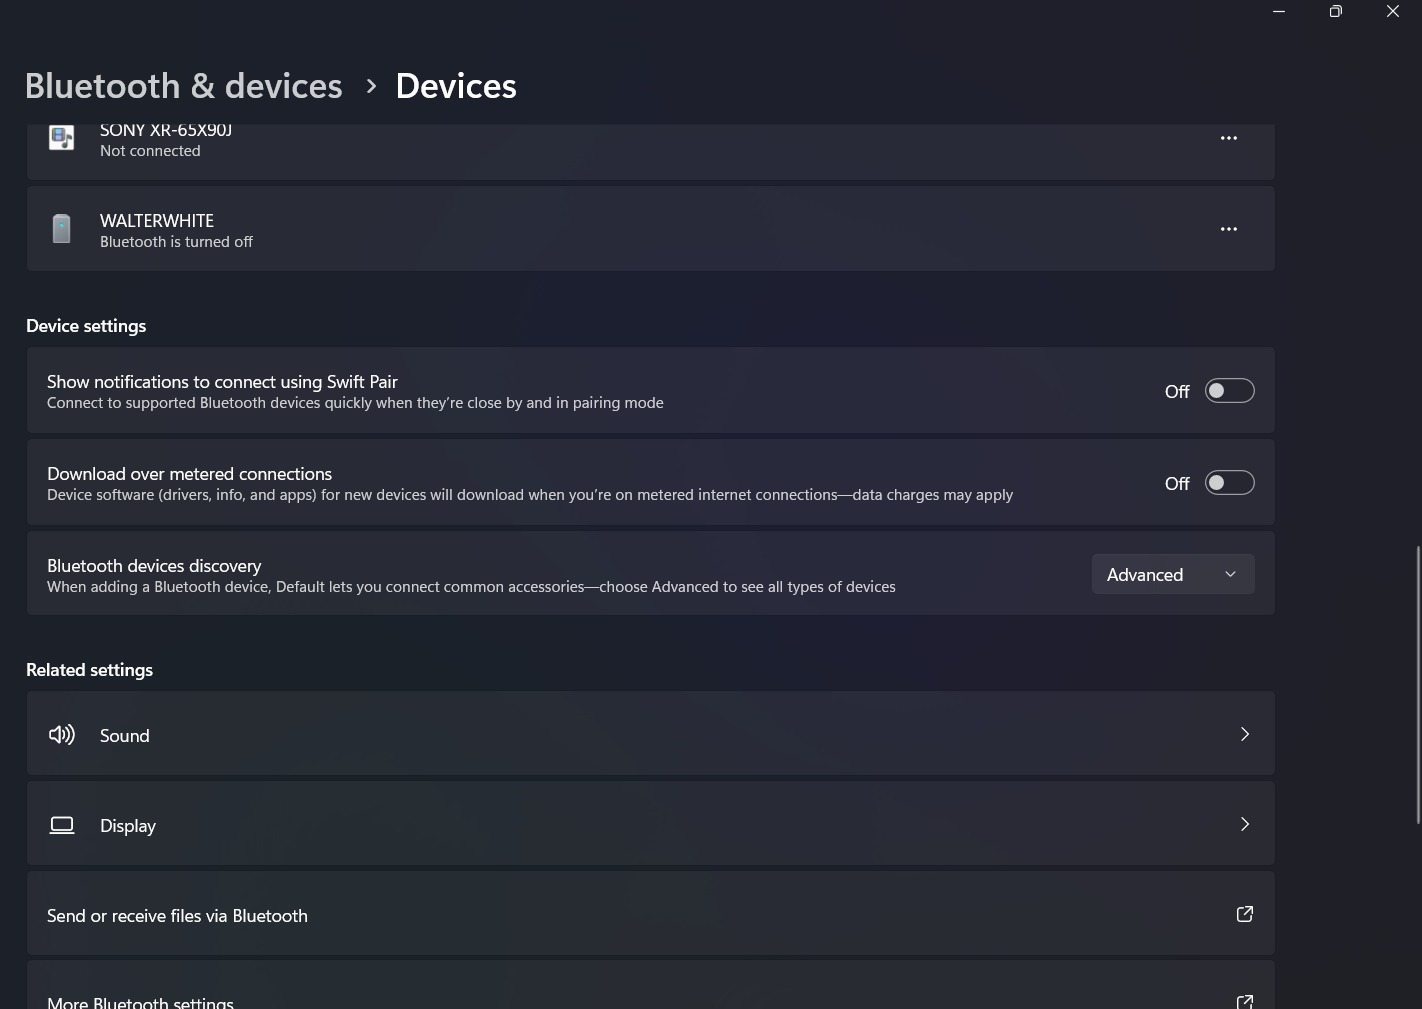 Bluetooth & devices > Devices
SONY XR-65X90J
Not connected
WALTERWHITE
Bluetooth is turned off
Device settings
Show notifications to connect using Swift Pair
Connect to supported Bluetooth devices quickly when they're close by and in pairing mode
Off
Download over metered connections
Device software (drivers, info, and apps) for new devices will download when you're on metered internet connections—data charges may apply
Off
Bluetooth devices discovery
When adding a Bluetooth device, Default lets you connect common accessories—choose Advanced to see all types of devices
Advanced
Related settings
Sound
Display
Send or receive files via Bluetooth
More Bluetooth settings